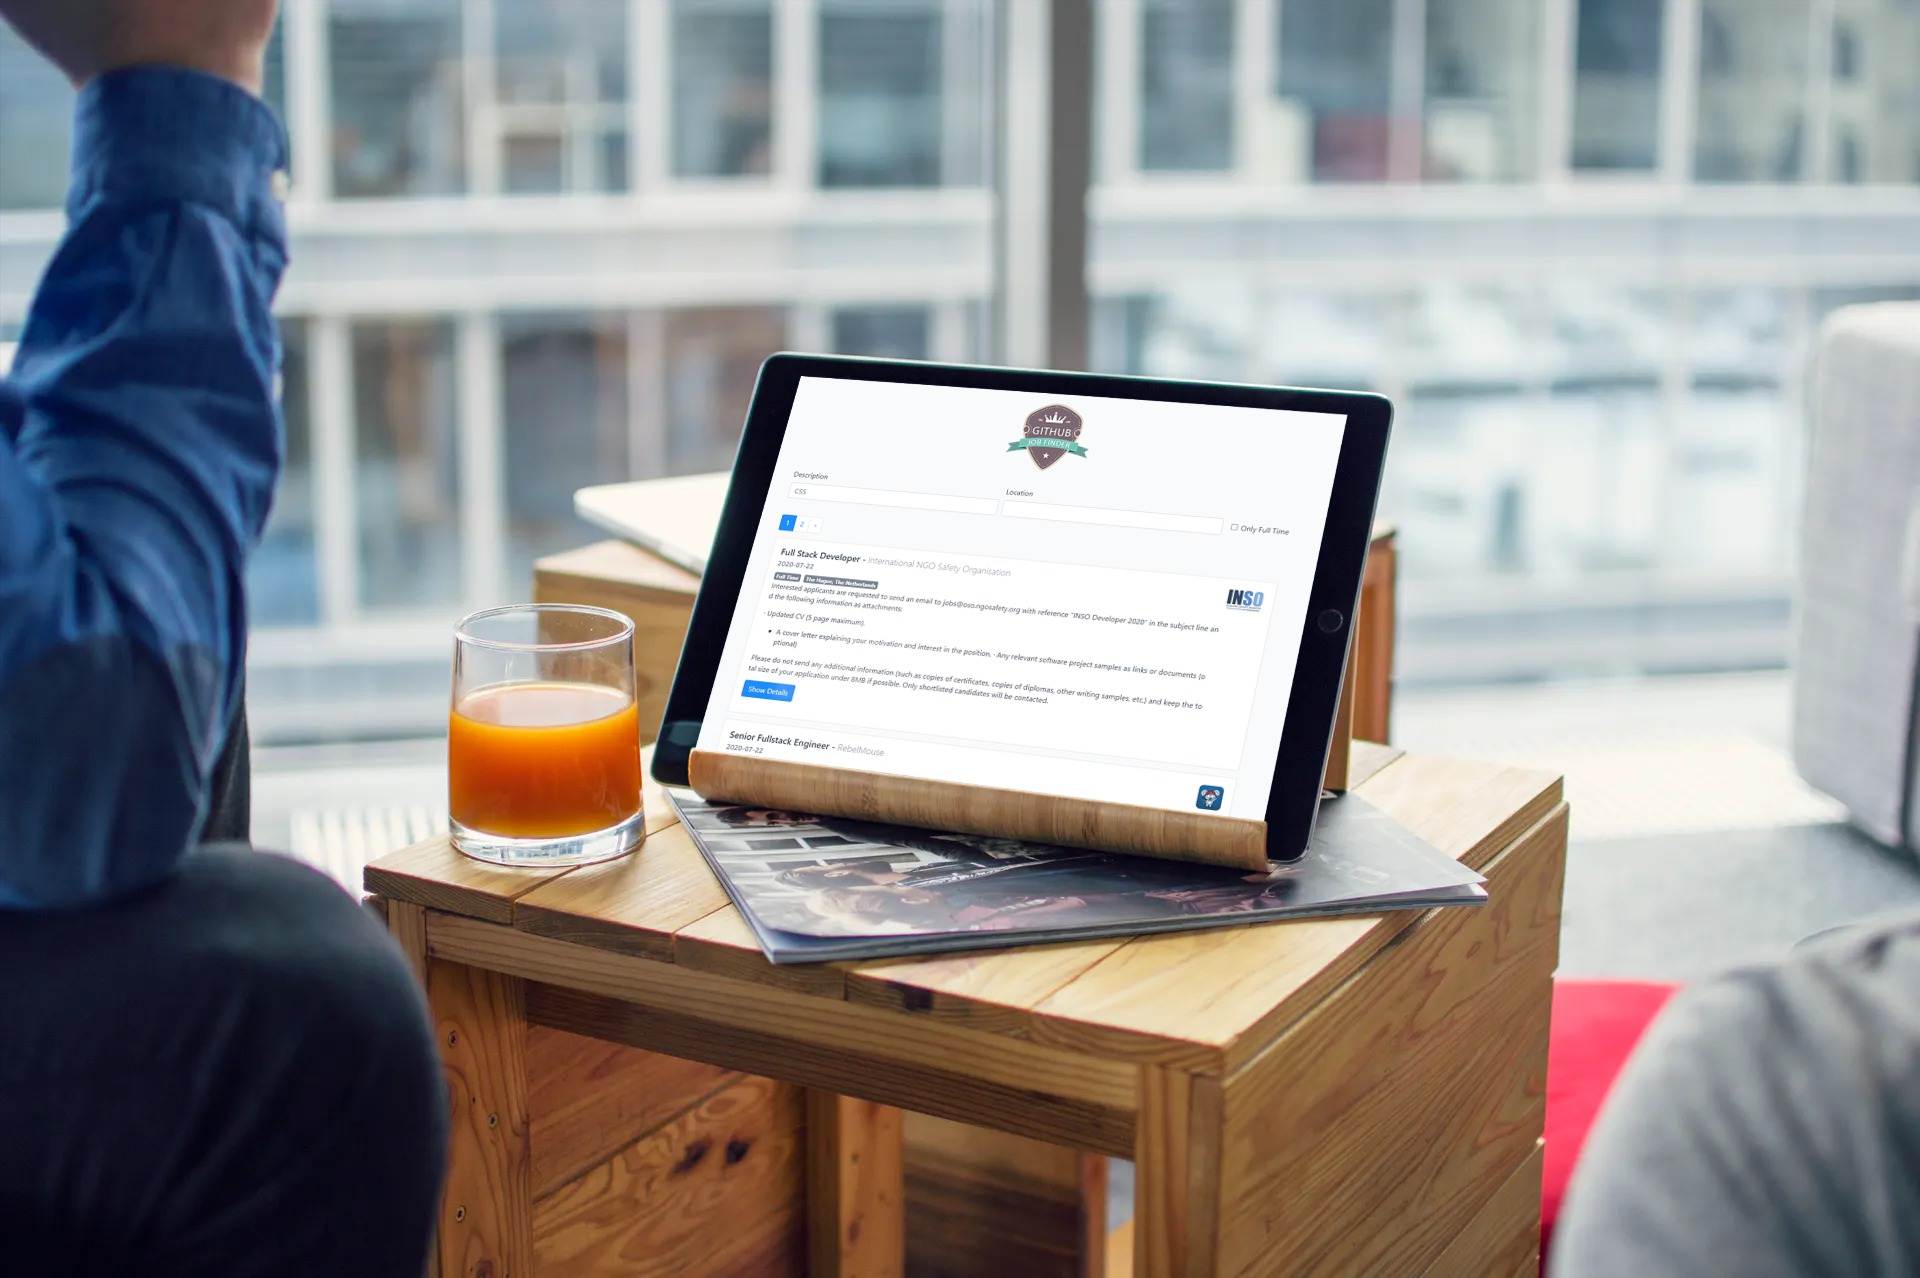 GITHUB
JOB FINDER
Description
Location
CSS
Only Full Time
1 2 ›
Full Stack Developer - International NGO Safety Organisation
2020-07-22
Full Time The Hague, The Netherlands
INSO
Interested applicants are requested to send an email to jobs@oso.ngosafety.org with reference "INSO Developer 2020" in the subject line an
d the following information as attachments:
· Updated CV (5 page maximum).
• A cover letter explaining your motivation and interest in the position. · Any relevant software project samples as links or documents (o
ptional)
Please do not send any additional information (such as copies of certificates, copies of diplomas, other writing samples, etc.) and keep the to
tal size of your application under 8MB if possible. Only shortlisted candidates will be contacted.
Show Details
Senior Fullstack Engineer - RebelMouse
2020-07-22